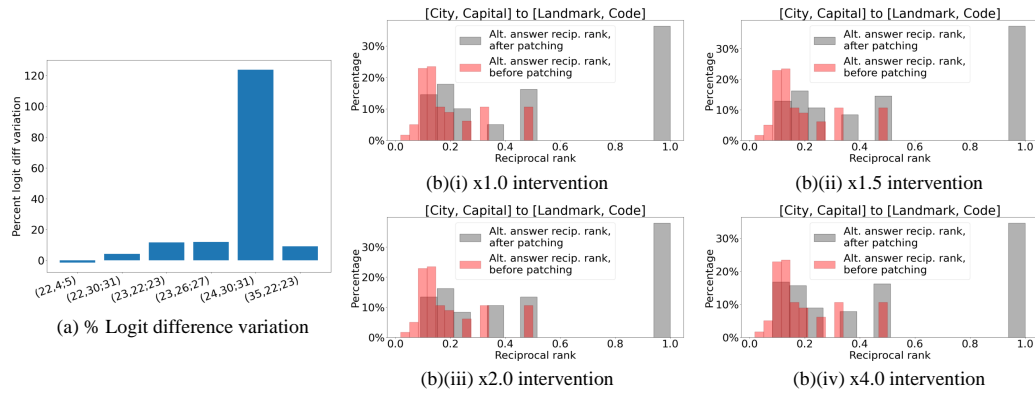 Percent logit diff variation
120
100
80
60
40
20
0
(22,4;5)
(22,30;31)
(23,22;23)
(23,26;27)
(24,30;31)
(35,22;23)
(a) % Logit difference variation
[City, Capital] to [Landmark, Code]
Percentage
30%
20%
10%
0%
Alt. answer recip. rank,
after patching
Alt. answer recip. rank,
before patching
0.0 0.2 0.4 0.6 0.8 1.0
Reciprocal rank
(b)(i) x1.0 intervention
[City, Capital] to [Landmark, Code]
Percentage
30%
20%
10%
0%
Alt. answer recip. rank,
after patching
Alt. answer recip. rank,
before patching
0.0 0.2 0.4 0.6 0.8 1.0
Reciprocal rank
(b)(ii) x1.5 intervention
[City, Capital] to [Landmark, Code]
Percentage
30%
20%
10%
0%
Alt. answer recip. rank,
after patching
Alt. answer recip. rank,
before patching
0.0 0.2 0.4 0.6 0.8 1.0
Reciprocal rank
(b)(iii) x2.0 intervention
[City, Capital] to [Landmark, Code]
Percentage
30%
20%
10%
0%
Alt. answer recip. rank,
after patching
Alt. answer recip. rank,
before patching
0.0 0.2 0.4 0.6 0.8 1.0
Reciprocal rank
(b)(iv) x4.0 intervention